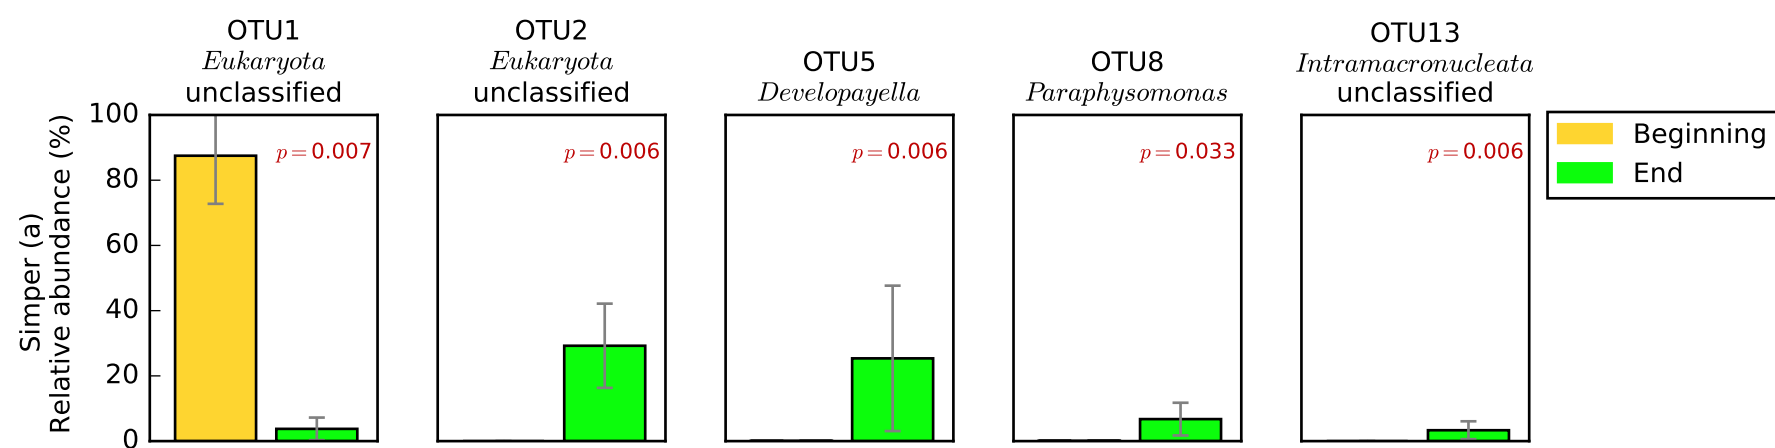 OTU1
Eukaryota
unclassified
OTU2
Eukaryota
unclassified
OTU5
Developayella
OTU8
Paraphysomonas
OTU13
Intramacronucleata
unclassified
Simper (a)
Relative abundance (%)
100
80
60
40
20
0
p = 0.007
p = 0.006
p = 0.006
p = 0.033
p = 0.006
Beginning
End